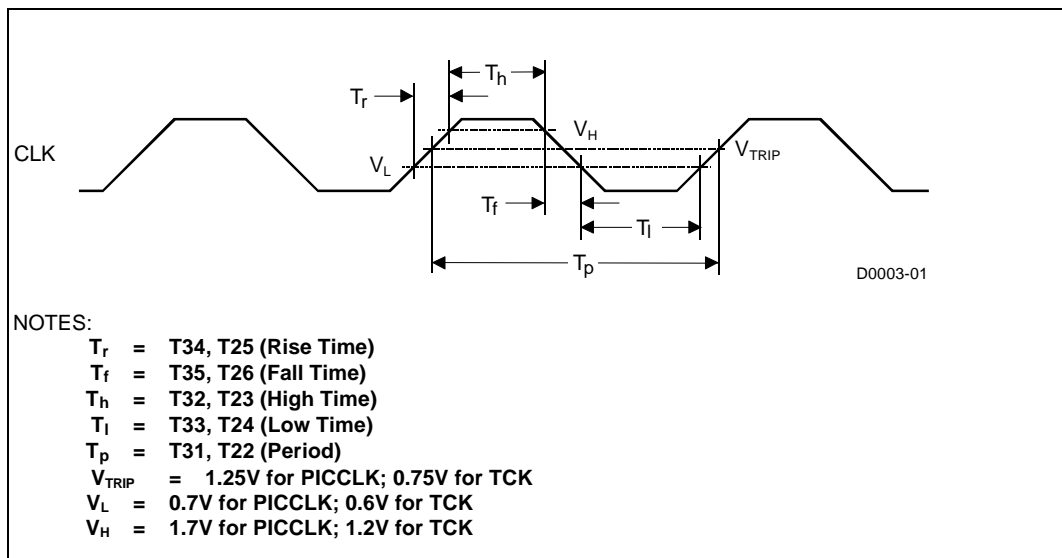 Th
Tr
CLK
VH
VL
VTRIP
Tf
Tl
Tp
D0003-01
NOTES:
Tr = T34, T25 (Rise Time)
Tf = T35, T26 (Fall Time)
Th = T32, T23 (High Time)
Tl = T33, T24 (Low Time)
Tp = T31, T22 (Period)
VTRIP = 1.25V for PICCLK; 0.75V for TCK
VL = 0.7V for PICCLK; 0.6V for TCK
VH = 1.7V for PICCLK; 1.2V for TCK